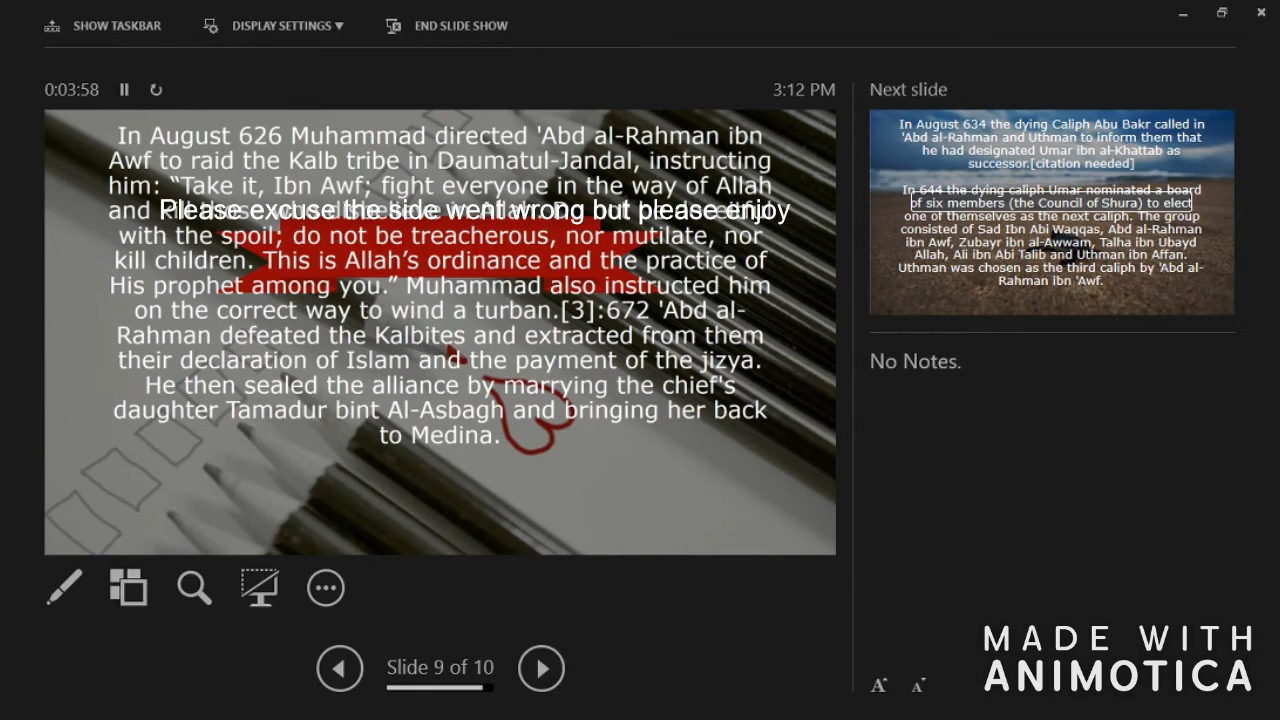 SHOW TASKBAR
DISPLAY SETTINGS ▼
END SLIDE SHOW
0:03:58
3:12 PM
In August 626 Muhammad directed 'Abd al-Rahman ibn
Awf to raid the Kalb tribe in Daumatul-Jandal, instructing
him: “Take it, Ibn Awf; fight everyone in the way of Allah
and
Please excuse the side went wrong but please enjoy
with the spoil; do not be treacherous, nor mutilate, nor
kill children. This is Allah’s ordinance and the practice of
His prophet among you.” Muhammad also instructed him
on the correct way to wind a turban.[3]:672 'Abd al-
Rahman defeated the Kalbites and extracted from them
their declaration of Islam and the payment of the jizya.
He then sealed the alliance by marrying the chief's
daughter Tamadur bint Al-Asbagh and bringing her back
to Medina.
Next slide
In August 634 the dying Caliph Abu Bakr called in
'Abd al-Rahman and Uthman to inform them that
he had designated Umar ibn al-Khattab as
successor.[citation needed]
In 644 the dying caliph Umar nominated a board
of six members (the Council of Shura) to elect
one of themselves as the next caliph. The group
consisted of Sad Ibn Abi Waqqas, Abd al-Rahman
ibn Awf, Zubayr ibn al-Awwam, Talha ibn Ubayd
Allah, Ali ibn Abi Talib and Uthman ibn Affan.
Uthman was chosen as the third caliph by 'Abd al-
Rahman ibn 'Awf.
No Notes.
Slide 9 of 10
A A
MADE WITH
ANIMOTICA